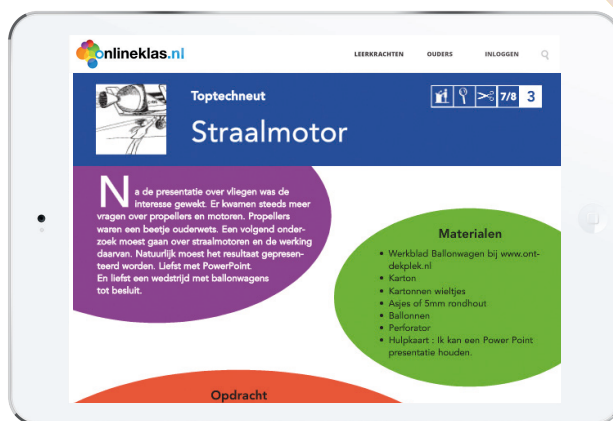 onlineklas.nl
LEERKRACHTEN OUDERS INLOGGEN
Toptechneut
7/8 3
Straalmotor
Na de presentatie over vliegen was de
interesse gewekt. Er kwamen steeds meer
vragen over propellers en motoren. Propellers
waren een beetje ouderwets. Een volgend onder-
zoek moest gaan over straalmotoren en de werking
daarvan. Natuurlijk moest het resultaat gepresen-
teerd worden. Liefst met PowerPoint.
En liefst een wedstrijd met ballonwagens
tot besluit.
Materialen
• Werkblad Ballonwagen bij www.ont-
dekplek.nl
• Karton
• Kartonnen wieltjes
• Asjes of 5mm rondhout
• Ballonnen
• Perforator
• Hulpkaart : Ik kan een Power Point
presentatie houden.
Opdracht